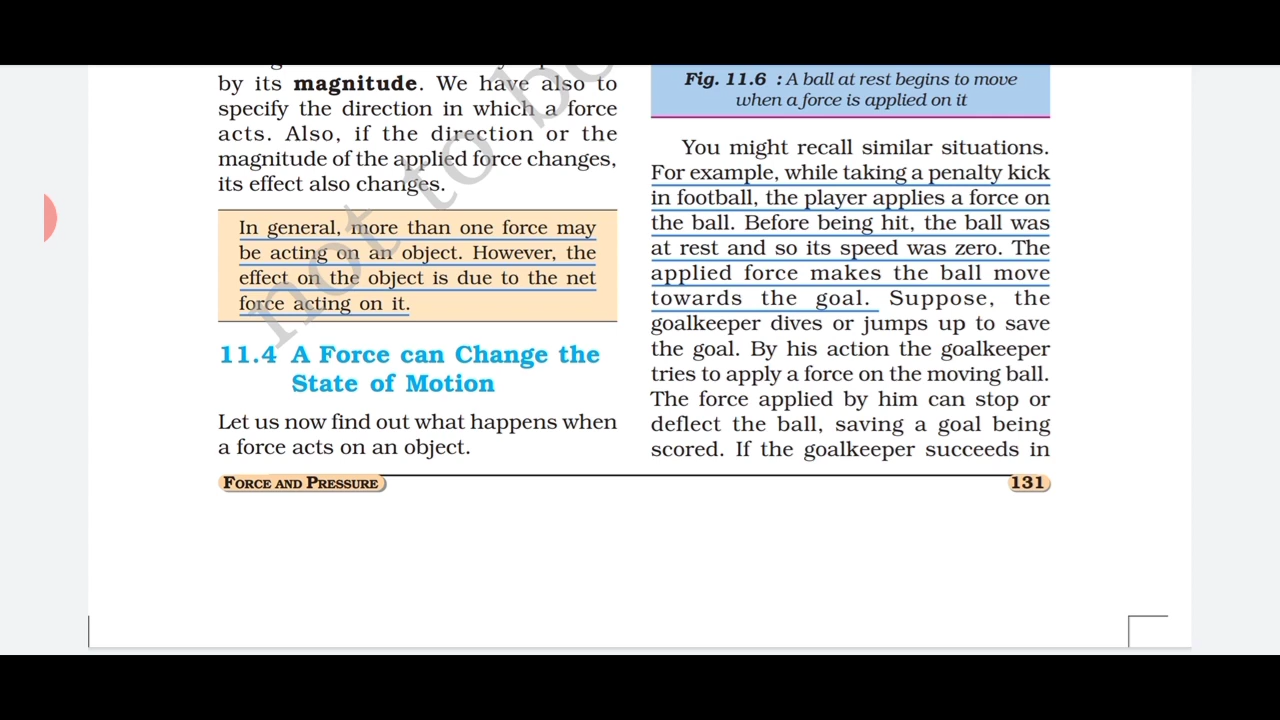 by its magnitude. We have also to
specify the direction in which a force
acts. Also, if the direction or the
magnitude of the applied force changes,
its effect also changes.
In general, more than one force may
be acting on an object. However, the
effect on the object is due to the net
force acting on it.
11.4 A Force can Change the
State of Motion
Let us now find out what happens when
a force acts on an object.
Fig. 11.6 : A ball at rest begins to move
when a force is applied on it
You might recall similar situations.
For example, while taking a penalty kick
in football, the player applies a force on
the ball. Before being hit, the ball was
at rest and so its speed was zero. The
applied force makes the ball move
towards the goal. Suppose, the
goalkeeper dives or jumps up to save
the goal. By his action the goalkeeper
tries to apply a force on the moving ball.
The force applied by him can stop or
deflect the ball, saving a goal being
scored. If the goalkeeper succeeds in
FORCE AND PRESSURE
131
not to be